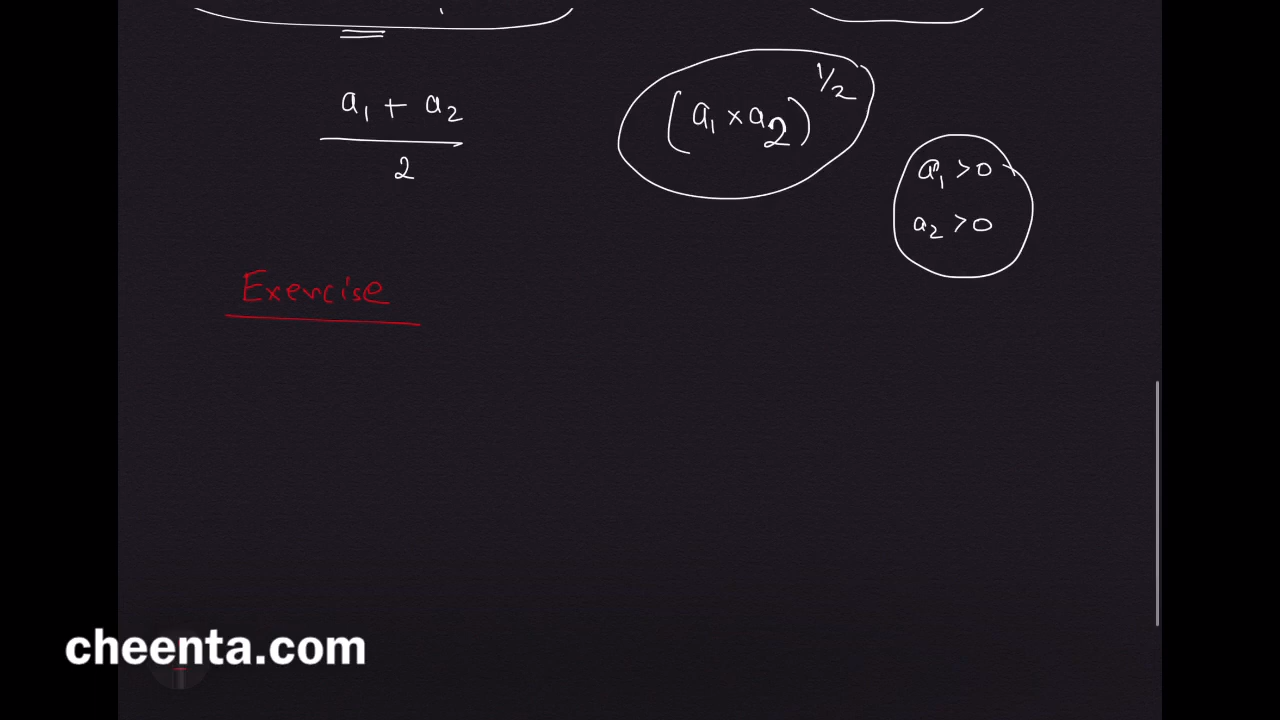 a₁ + a₂
2
(a₁ × a₂)^1/2
a₁ > 0
a₂ > 0
Exercise
cheenta.com